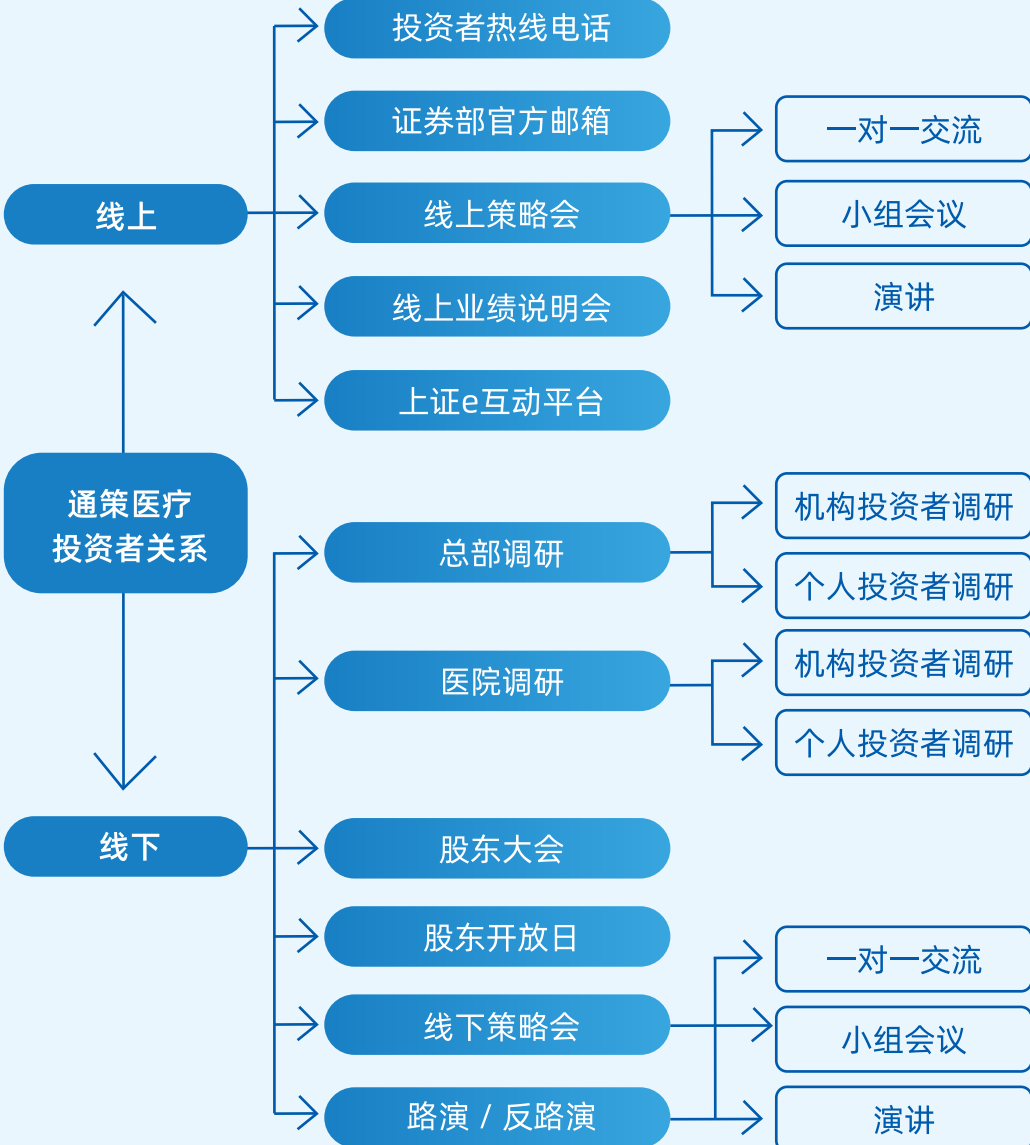 投资者热线电话
证券部官方邮箱
线上
线上策略会
线上业绩说明会
上证e互动平台
一对一交流
小组会议
演讲
通策医疗
投资者关系
总部调研
机构投资者调研
个人投资者调研
医院调研
机构投资者调研
个人投资者调研
线下
股东大会
股东开放日
线下策略会
路演 / 反路演
一对一交流
小组会议
演讲